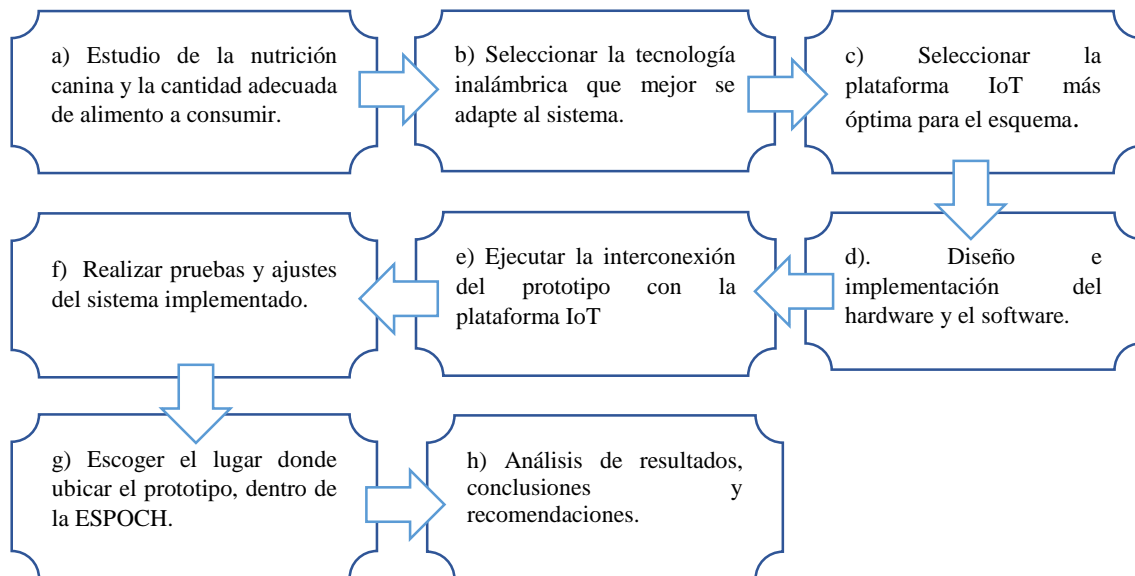 a) Estudio de la nutrición
canina y la cantidad adecuada
de alimento a consumir.
b) Seleccionar la tecnología
inalámbrica que mejor se
adapte al sistema.
c) Seleccionar la
plataforma IoT más
óptima para el esquema.
d). Diseño e
implementación del
hardware y el software.
e) Ejecutar la interconexión
del prototipo con la
plataforma IoT
f) Realizar pruebas y ajustes
del sistema implementado.
g) Escoger el lugar donde
ubicar el prototipo, dentro de
la ESPOCH.
h) Análisis de resultados,
conclusiones y
recomendaciones.